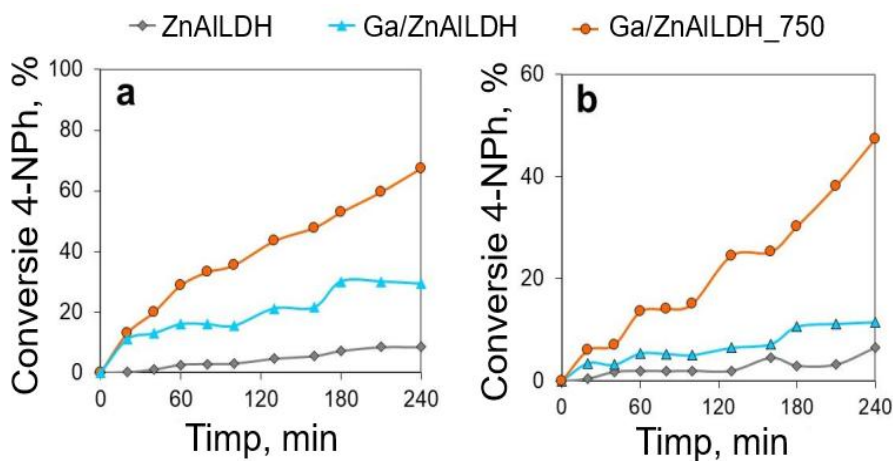 ZnAlLDH Ga/ZnAlLDH Ga/ZnAlLDH_750
a
Conversie 4-NPh, %
100
80
60
40
20
0
0 60 120 180 240
Timp, min
b
Conversie 4-NPh, %
60
40
20
0
0 60 120 180 240
Timp, min